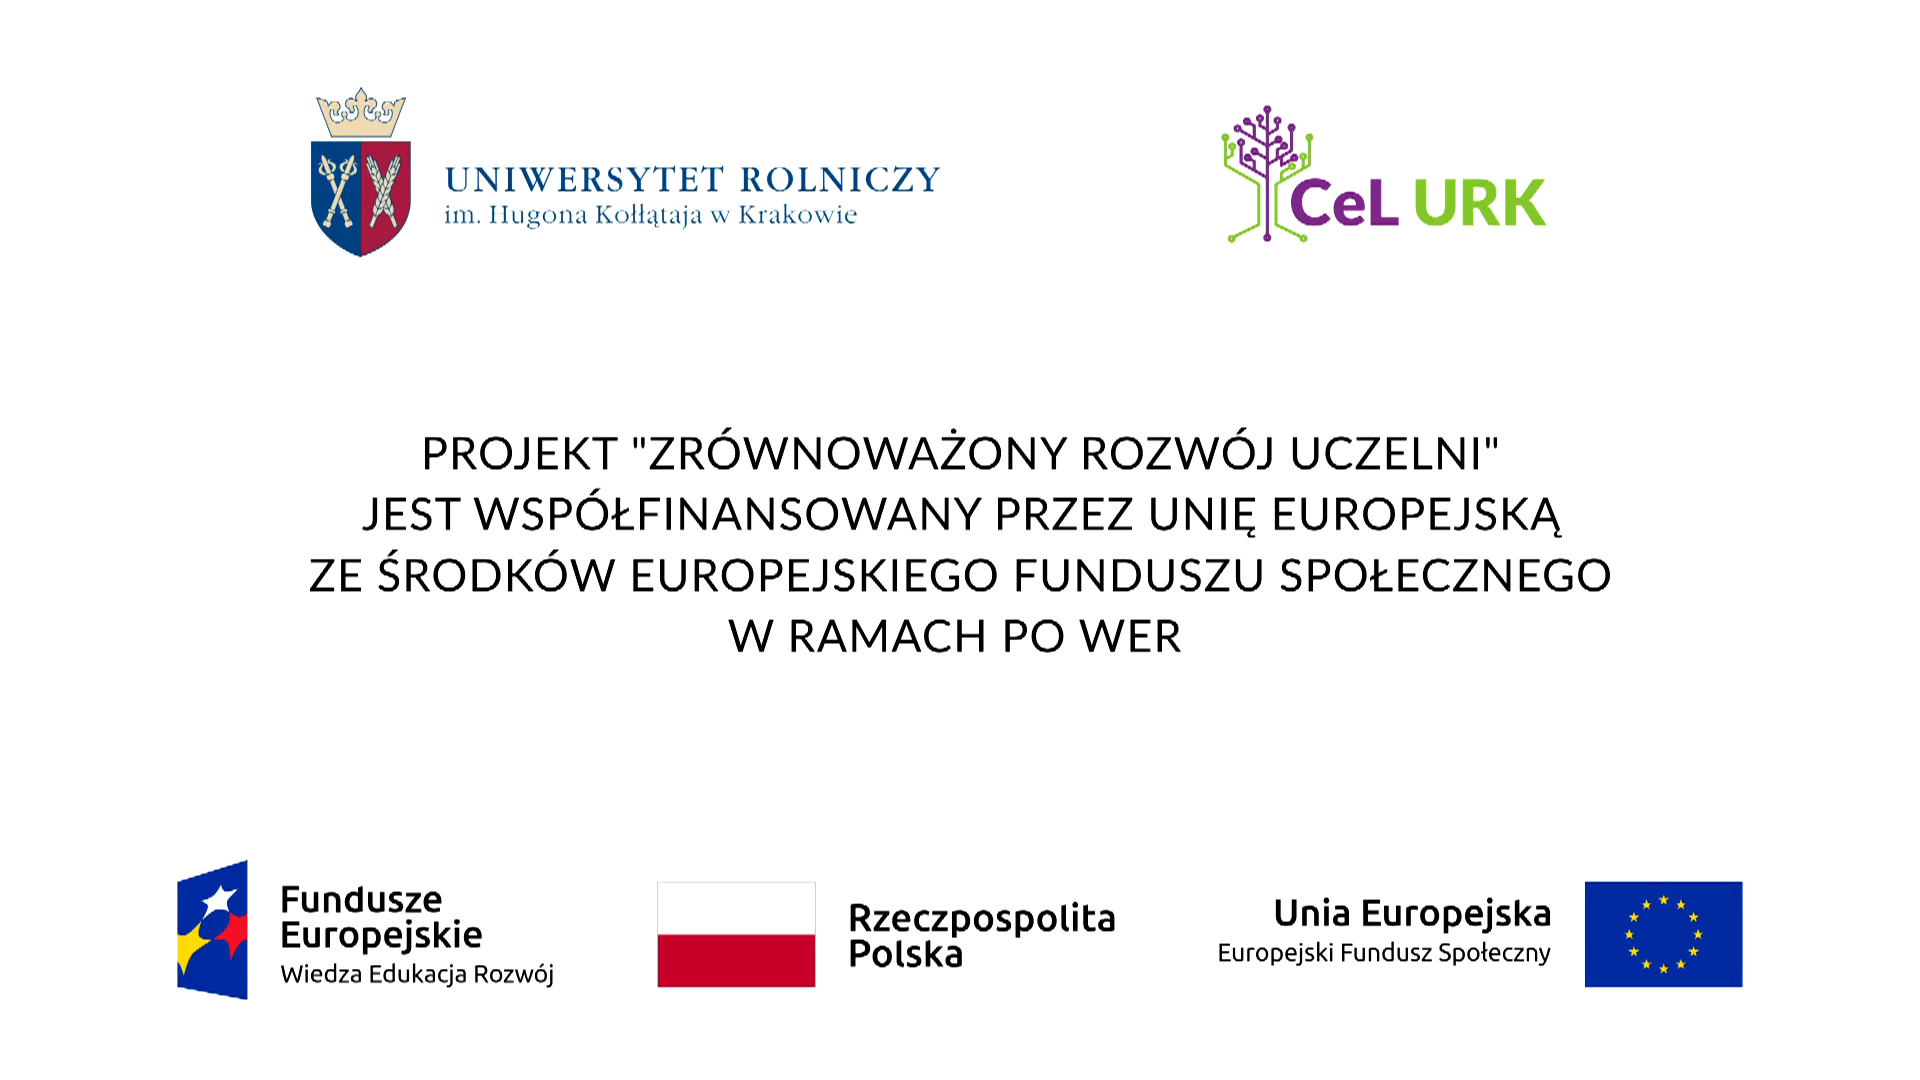 UNIWERSYTET ROLNICZY
im. Hugona Kołłątaja w Krakowie
CeL URK
PROJEKT "ZRÓWNOWAŻONY ROZWÓJ UCZELNI"
JEST WSPÓŁFINANSOWANY PRZEZ UNIĘ EUROPEJSKĄ
ZE ŚRODKÓW EUROPEJSKIEGO FUNDUSZU SPOŁECZNEGO
W RAMACH PO WER
Fundusze
Europejskie
Wiedza Edukacja Rozwój
Rzeczpospolita
Polska
Unia Europejska
Europejski Fundusz Społeczny